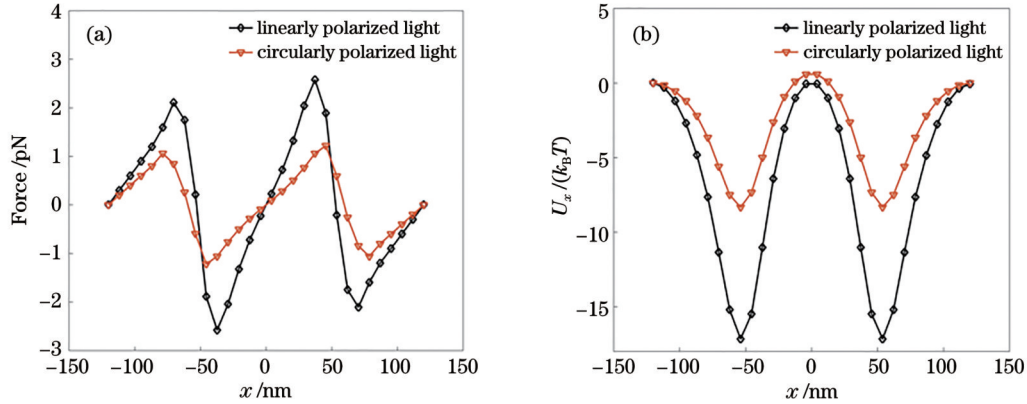 (a)
linearly polarized light
circularly polarized light
Force /pN
4
3
2
1
0
−1
−2
−3
−150 −100 −50 0 50 100 150
x /nm
(b)
linearly polarized light
circularly polarized light
Uₓ /(k_BT)
5
0
−5
−10
−15
−150 −100 −50 0 50 100 150
x /nm